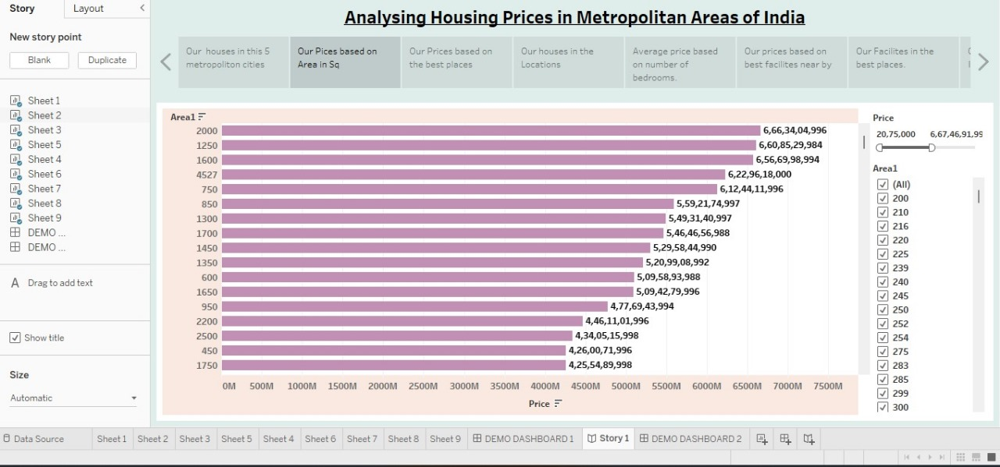 Story
Layout
New story point
Blank
Duplicate
Sheet 1
Sheet 2
Sheet 3
Sheet 5
Sheet 4
Sheet 6
Sheet 7
Sheet 8
Sheet 9
DEMO ...
DEMO ...
A Drag to add text
Show title
Size
Automatic
Analysing Housing Prices in Metropolitan Areas of India
Our houses in this 5
metropoliton cities
Our Pices based on
Area in Sq
Our Prices based on
the best places
Our houses in the
Locations
Average price based
on number of
bedrooms.
Our prices based on
best facilites near by
Our Facilites in the
best places.
Area1
2000 6,66,34,04,996
1250 6,60,85,29,984
1600 6,56,69,98,994
4527 6,22,96,18,000
750 6,12,44,11,996
850 5,59,21,74,997
1300 5,49,31,40,997
1700 5,46,46,56,988
1450 5,29,58,44,990
1350 5,20,99,08,992
600 5,09,58,93,988
1650 5,09,42,79,996
950 4,77,69,43,994
2200 4,46,11,01,996
2500 4,34,05,15,998
450 4,26,00,71,996
1750 4,25,54,89,998
0M 500M 1000M 1500M 2000M 2500M 3000M 3500M 4000M 4500M 5000M 5500M 6000M 6500M 7000M 7500M
Price
Price
20,75,000 6,67,46,91,99
Area1
(All)
200
210
216
220
225
239
240
245
250
252
254
275
283
285
299
300
Data Source Sheet 1 Sheet 2 Sheet 3 Sheet 5 Sheet 4 Sheet 6 Sheet 7 Sheet 8 Sheet 9 DEMO DASHBOARD 1 Story 1 DEMO DASHBOARD 2